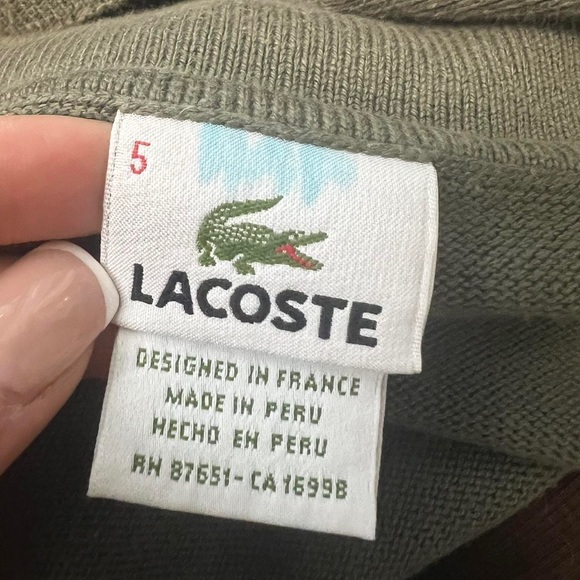 5
LACOSTE
DESIGNED IN FRANCE
MADE IN PERU
HECHO EN PERU
RN 87651-CA 16998